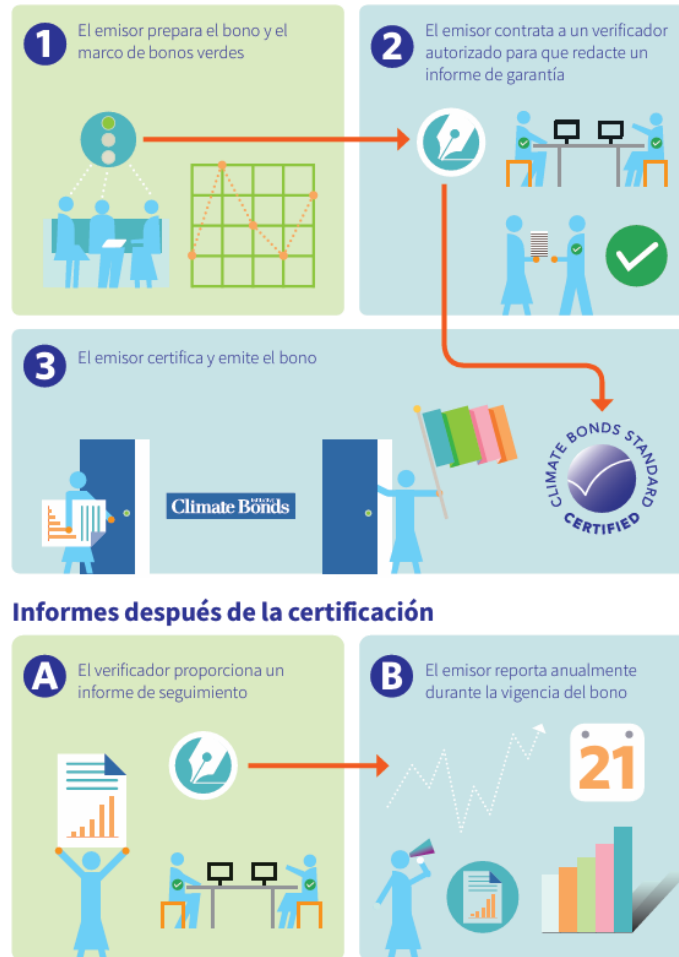 1
El emisor prepara el bono y el
marco de bonos verdes
2
El emisor contrata a un verificador
autorizado para que redacte un
informe de garantía
3
El emisor certifica y emite el bono
Climate Bonds
Initiative
CLIMATE BONDS STANDARD
CERTIFIED
Informes después de la certificación
A
El verificador proporciona un
informe de seguimiento
B
El emisor reporta anualmente
durante la vigencia del bono
21